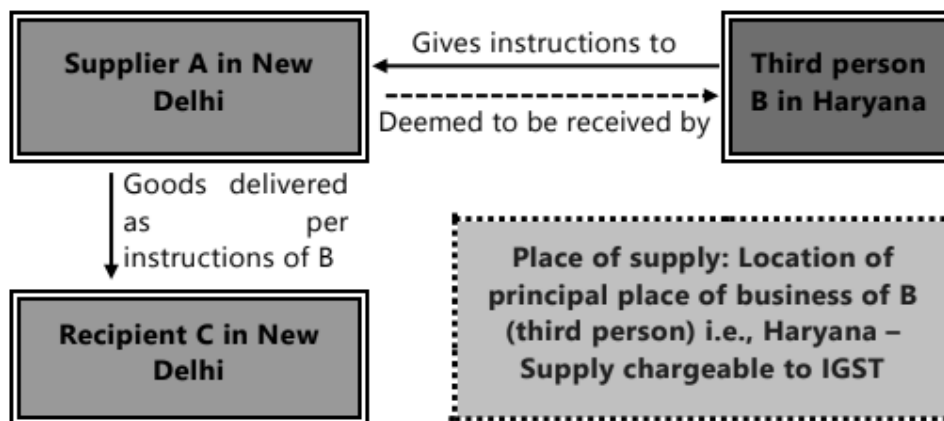 Supplier A in New
Delhi
Gives instructions to
Deemed to be received by
Third person
B in Haryana
Goods delivered
as per
instructions of B
Recipient C in New
Delhi
Place of supply: Location of
principal place of business of B
(third person) i.e., Haryana –
Supply chargeable to IGST